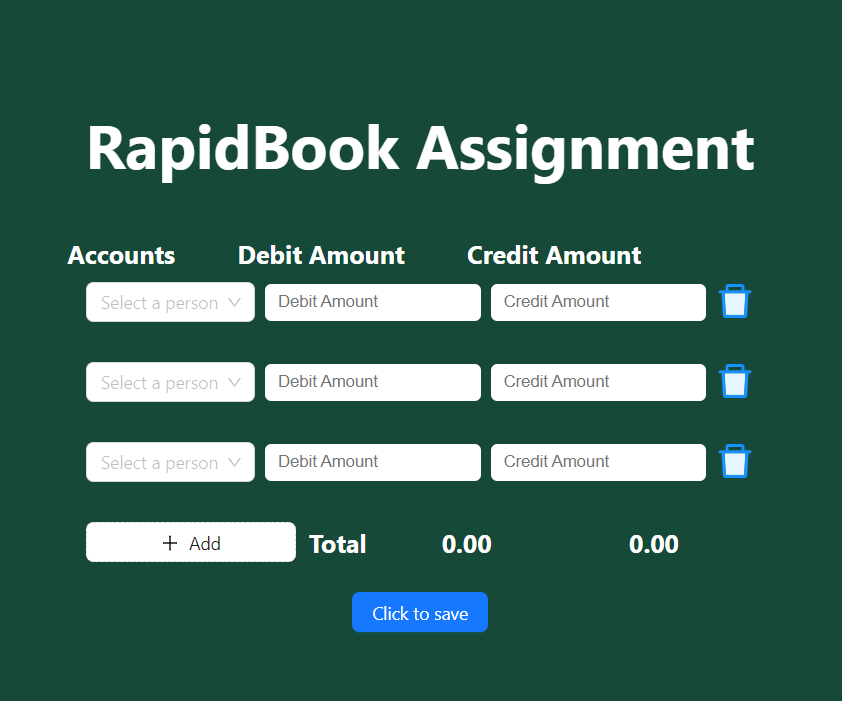 RapidBook Assignment
Accounts Debit Amount Credit Amount
Select a person Debit Amount Credit Amount
Select a person Debit Amount Credit Amount
Select a person Debit Amount Credit Amount
+ Add Total 0.00 0.00
Click to save